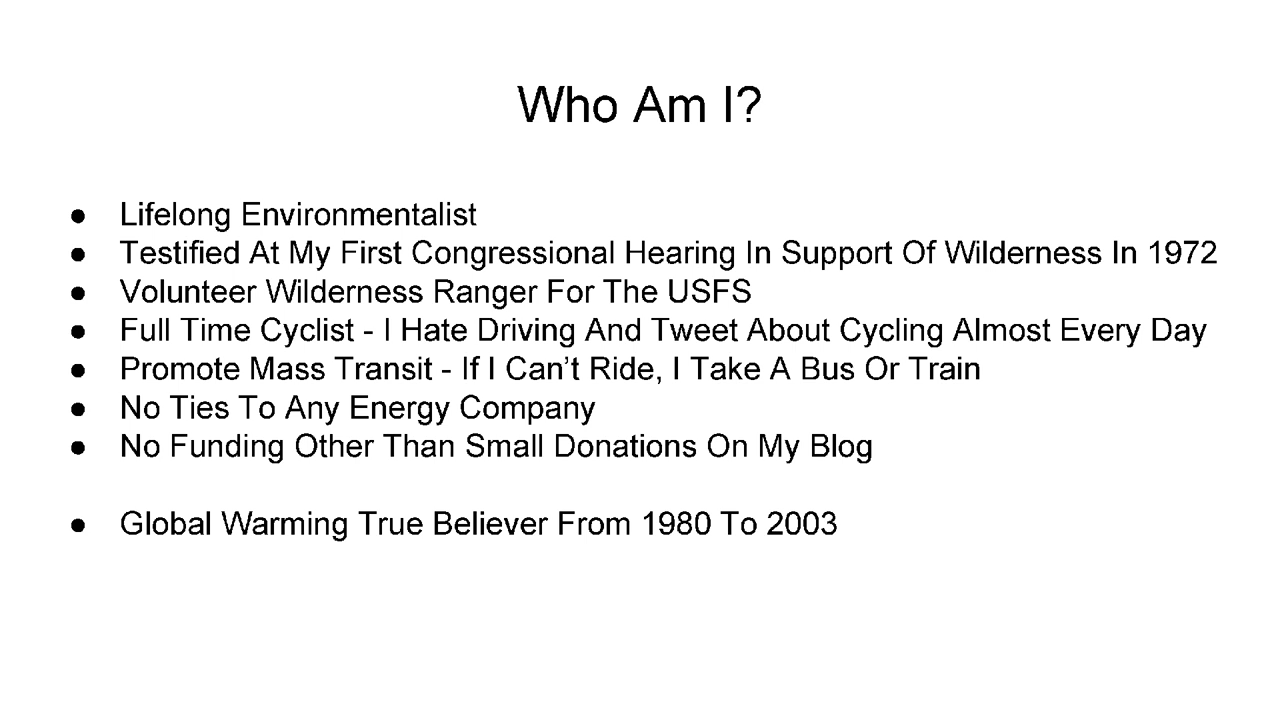 Who Am I?
● Lifelong Environmentalist
● Testified At My First Congressional Hearing In Support Of Wilderness In 1972
● Volunteer Wilderness Ranger For The USFS
● Full Time Cyclist - I Hate Driving And Tweet About Cycling Almost Every Day
● Promote Mass Transit - If I Can’t Ride, I Take A Bus Or Train
● No Ties To Any Energy Company
● No Funding Other Than Small Donations On My Blog
● Global Warming True Believer From 1980 To 2003